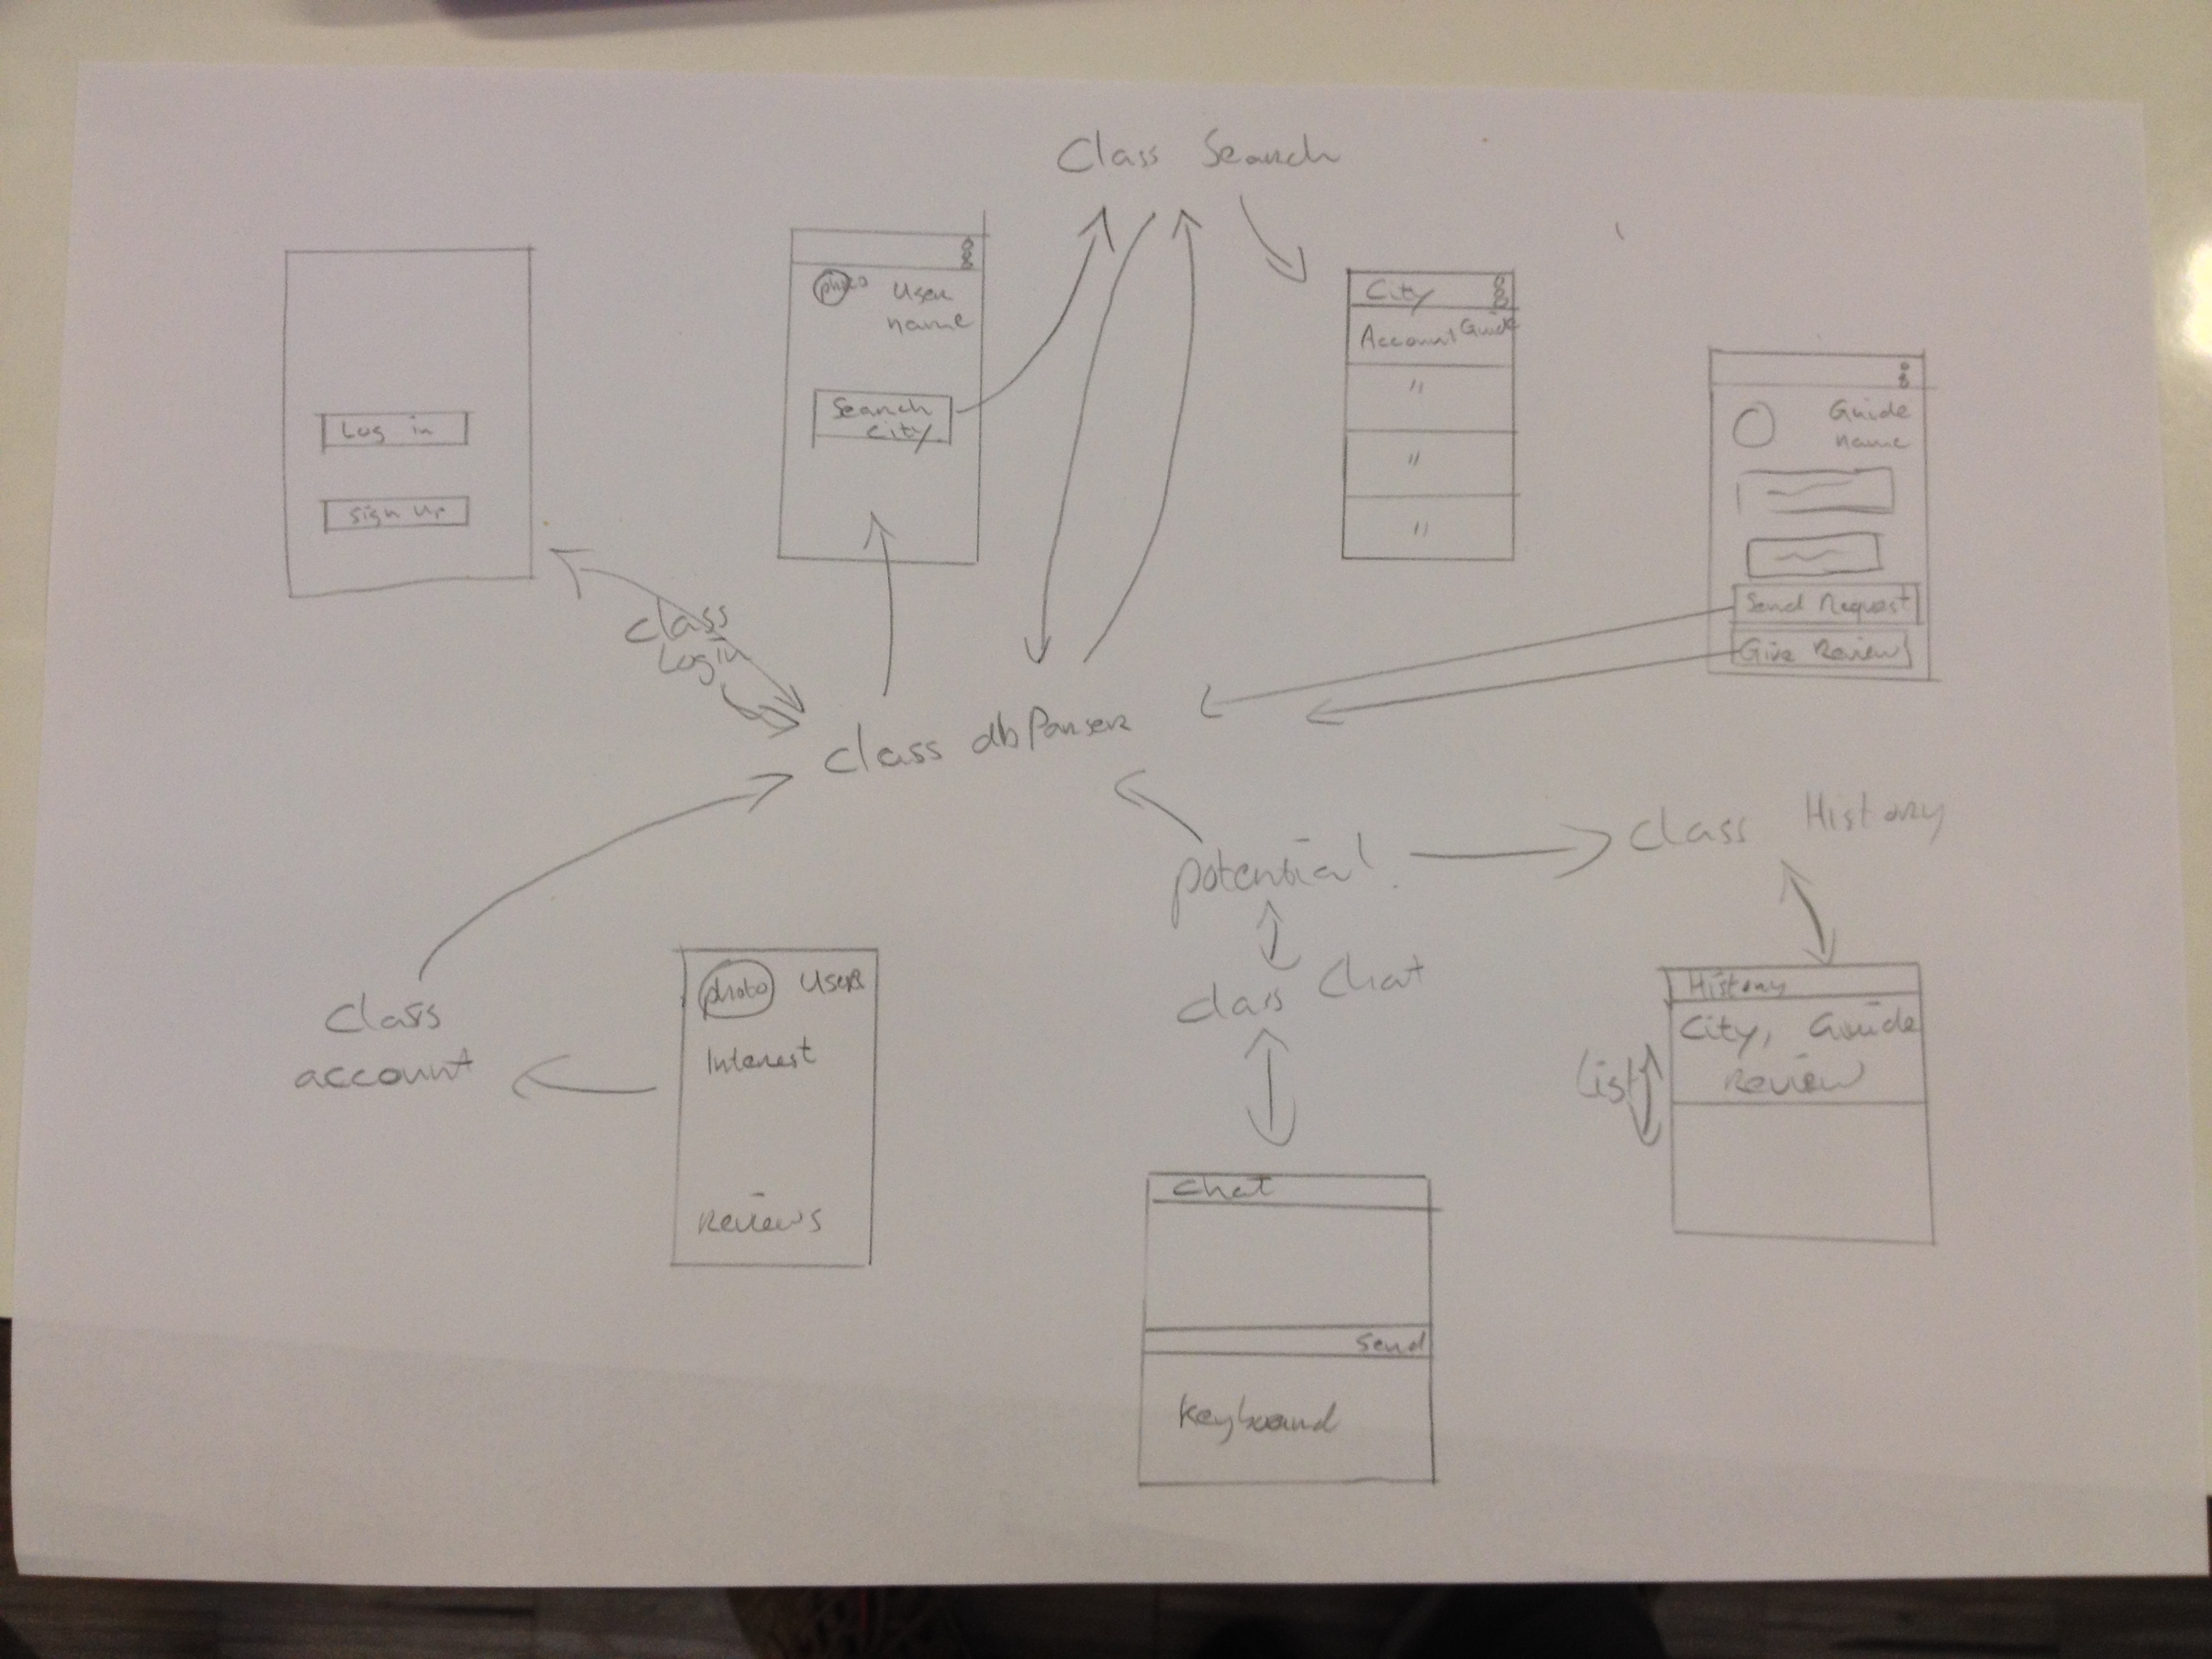 Log in
sign up
Class
Login
photo User
name
Search
City
Class Search
City
Account Guide
"
"
"
Guide
name
Send Request
Give Review
Class dbParser
Class
account
photo User
Interest
Reviews
potential
Class Chat
Chat
Send
Keyboard
Class History
List
History
City, Guide
Review